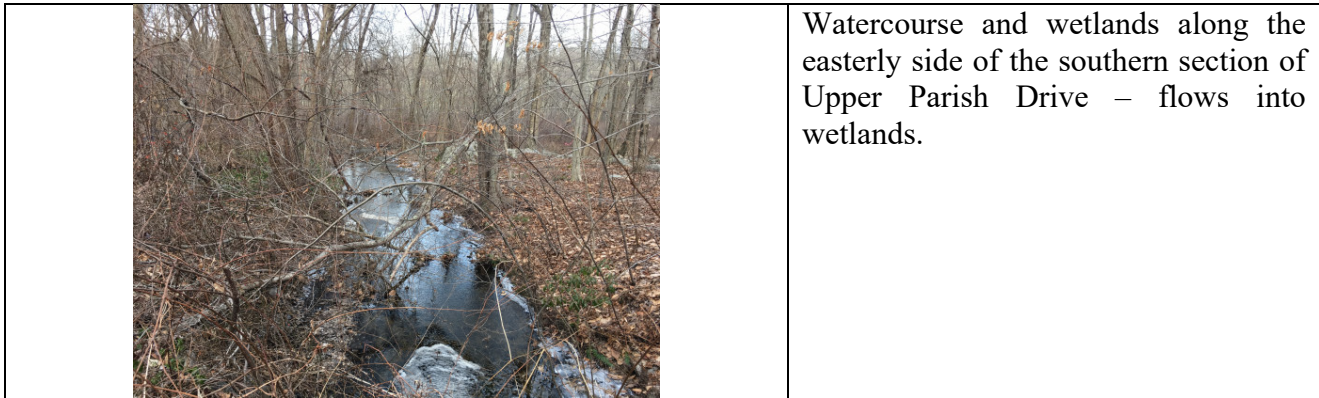 Watercourse and wetlands along the
easterly side of the southern section of
Upper Parish Drive – flows into
wetlands.